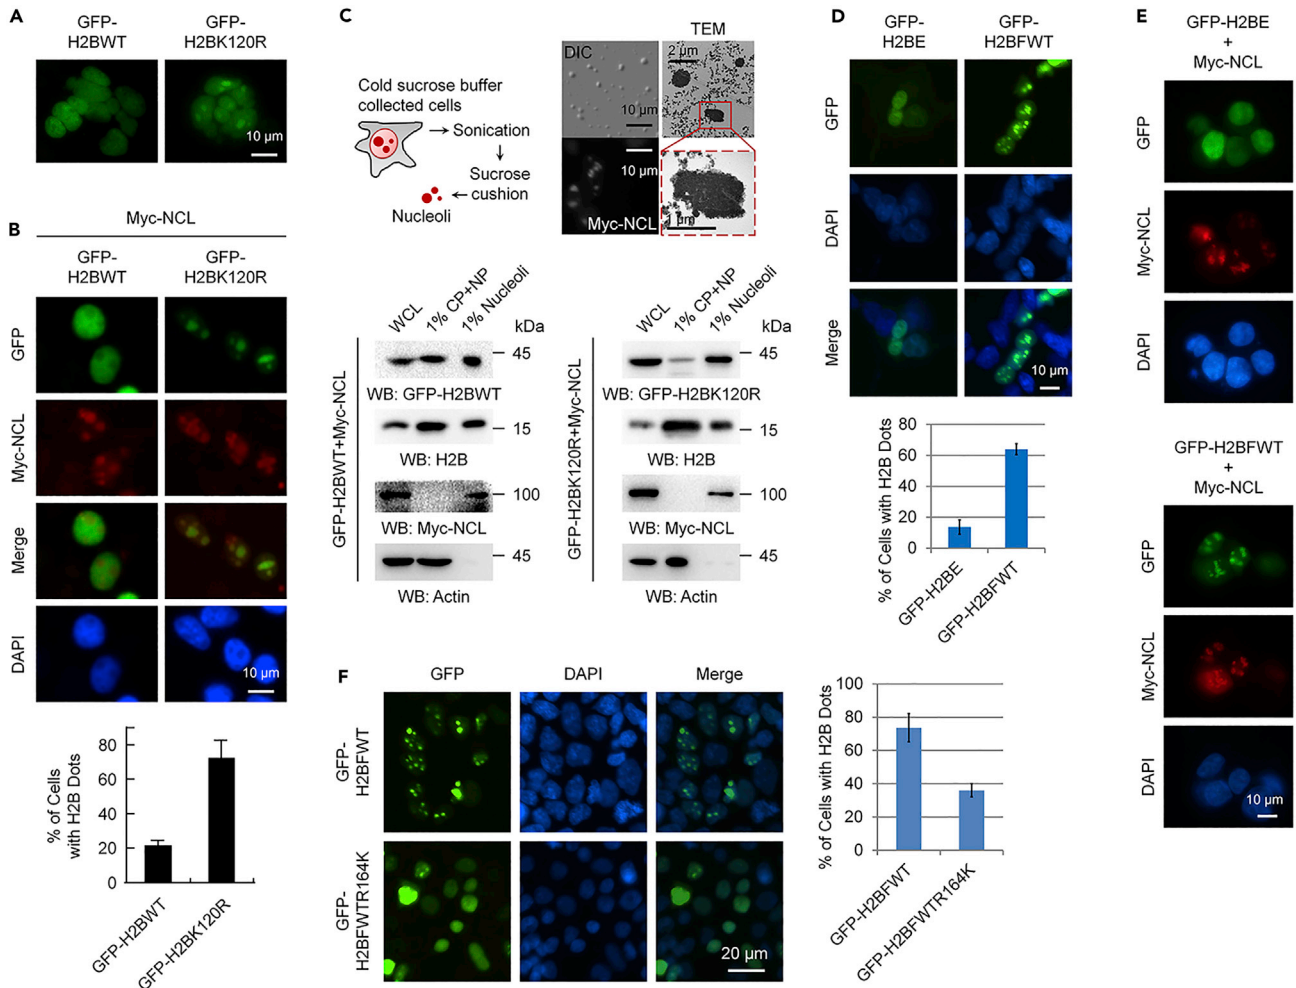 A
GFP-
H2BWT
GFP-
H2BK120R
10 µm
B
Myc-NCL
GFP-
H2BWT
GFP-
H2BK120R
GFP
Myc-NCL
Merge
DAPI
10 µm
% of Cells
with H2B Dots
80
60
40
20
0
GFP-H2BWT
GFP-H2BK120R
C
Cold sucrose buffer
collected cells
Sonication
Sucrose
cushion
Nucleoli
DIC
10 µm
TEM
2 µm
10 µm
Myc-NCL
1 µm
GFP-H2BWT+Myc-NCL
WCL
1% CP+NP
1% Nucleoli
kDa
45
WB: GFP-H2BWT
15
WB: H2B
100
WB: Myc-NCL
45
WB: Actin
GFP-H2BK120R+Myc-NCL
WCL
1% CP+NP
1% Nucleoli
kDa
45
WB: GFP-H2BK120R
15
WB: H2B
100
WB: Myc-NCL
45
WB: Actin
D
GFP-
H2BE
GFP-
H2BFWT
GFP
DAPI
Merge
10 µm
% of Cells with H2B Dots
80
60
40
20
0
GFP-H2BE
GFP-H2BFWT
E
GFP-H2BE
+
Myc-NCL
GFP
Myc-NCL
DAPI
GFP-H2BFWT
+
Myc-NCL
GFP
Myc-NCL
DAPI
10 µm
F
GFP
DAPI
Merge
GFP-
H2BFWT
GFP-
H2BFWTR164K
20 µm
% of Cells with H2B Dots
100
80
60
40
20
0
GFP-H2BFWT
GFP-H2BFWTR164K